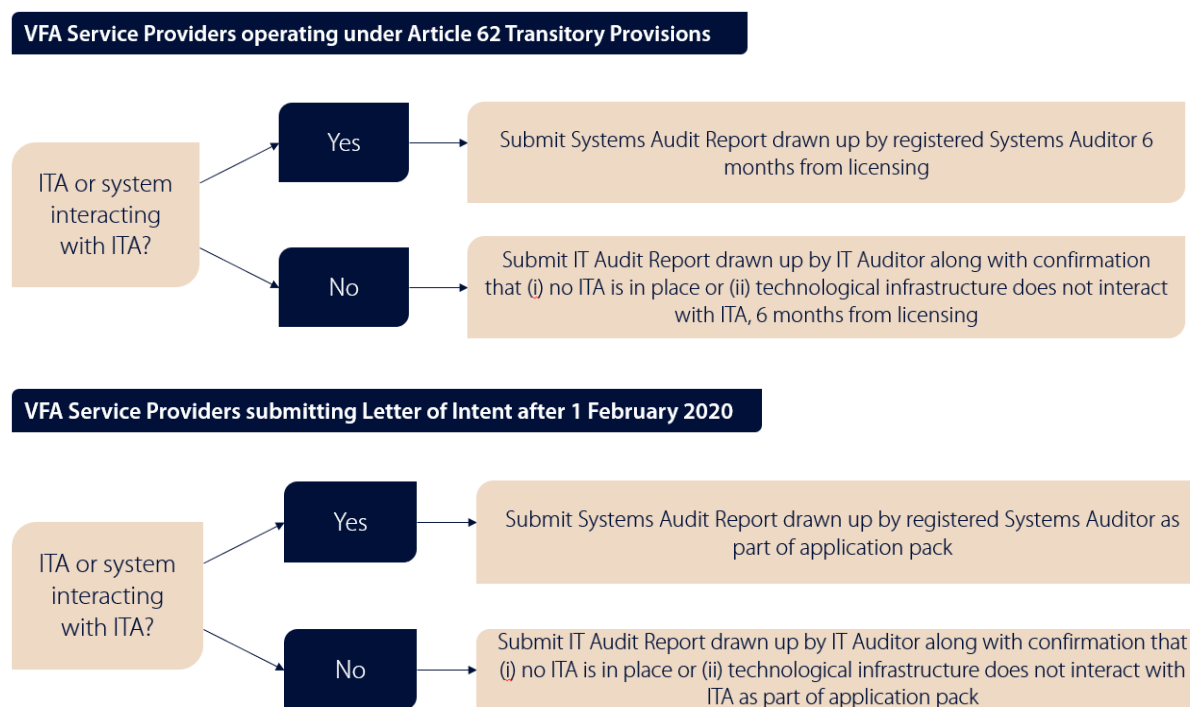 VFA Service Providers operating under Article 62 Transitory Provisions
ITA or system
interacting
with ITA?
Yes
Submit Systems Audit Report drawn up by registered Systems Auditor 6
months from licensing
No
Submit IT Audit Report drawn up by IT Auditor along with confirmation
that (i) no ITA is in place or (ii) technological infrastructure does not interact
with ITA, 6 months from licensing
VFA Service Providers submitting Letter of Intent after 1 February 2020
ITA or system
interacting
with ITA?
Yes
Submit Systems Audit Report drawn up by registered Systems Auditor as
part of application pack
No
Submit IT Audit Report drawn up by IT Auditor along with confirmation that
(i) no ITA is in place or (ii) technological infrastructure does not interact with
ITA as part of application pack